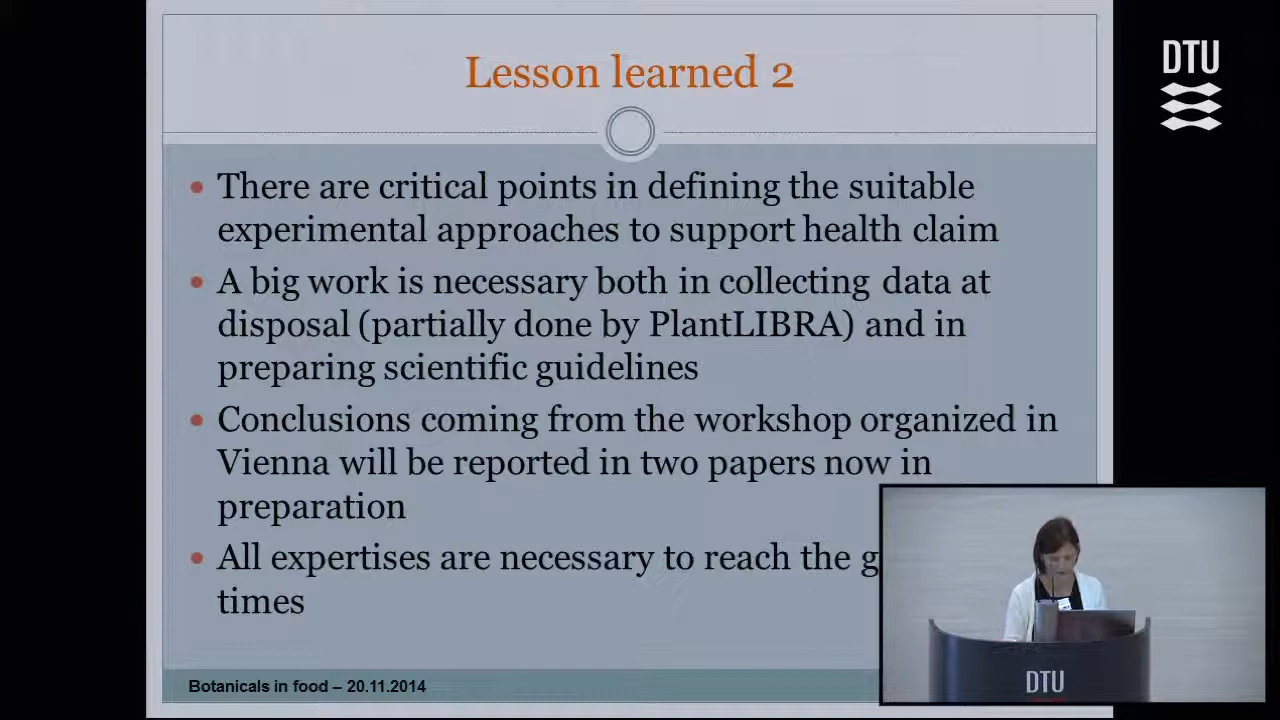 Lesson learned 2
DTU
There are critical points in defining the suitable
experimental approaches to support health claim
A big work is necessary both in collecting data at
disposal (partially done by PlantLIBRA) and in
preparing scientific guidelines
Conclusions coming from the workshop organized in
Vienna will be reported in two papers now in
preparation
All expertises are necessary to reach the
times
Botanicals in food – 20.11.2014
DTU